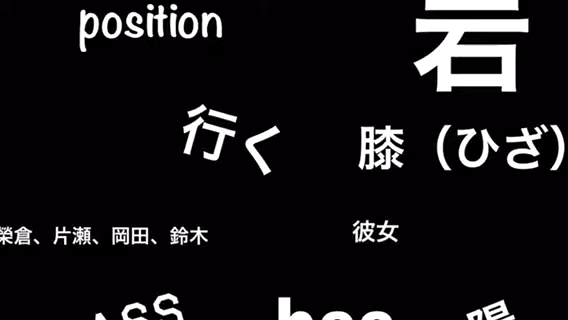 position
岩
行く
膝（ひざ）
榮倉、片瀬、岡田、鈴木
彼女